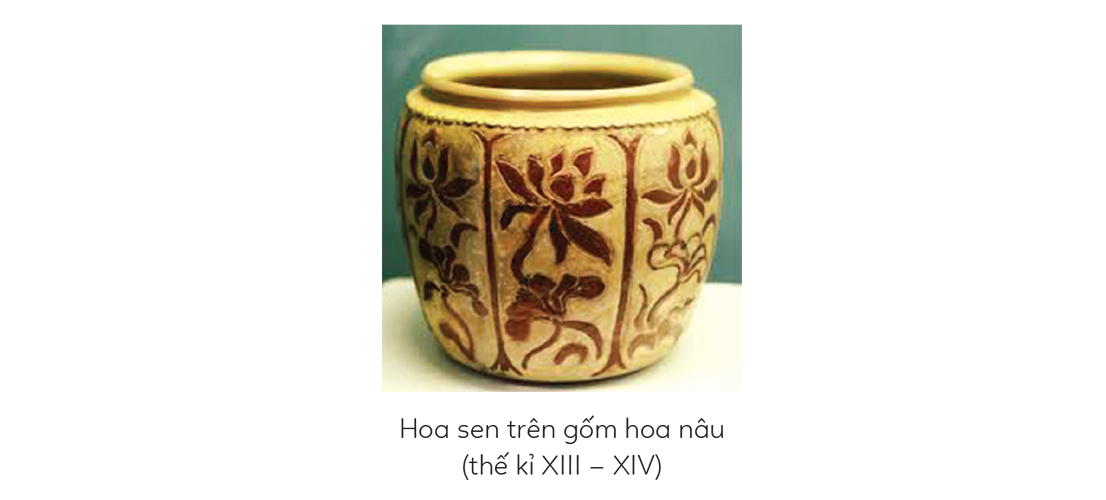 Hoa sen trên gốm hoa nâu
(thế kỉ XIII – XIV)